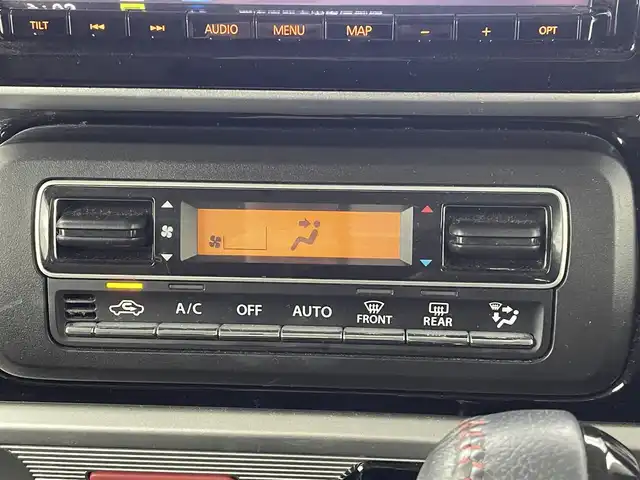 TILT AUDIO MENU MAP − + OPT
A/C OFF AUTO FRONT REAR